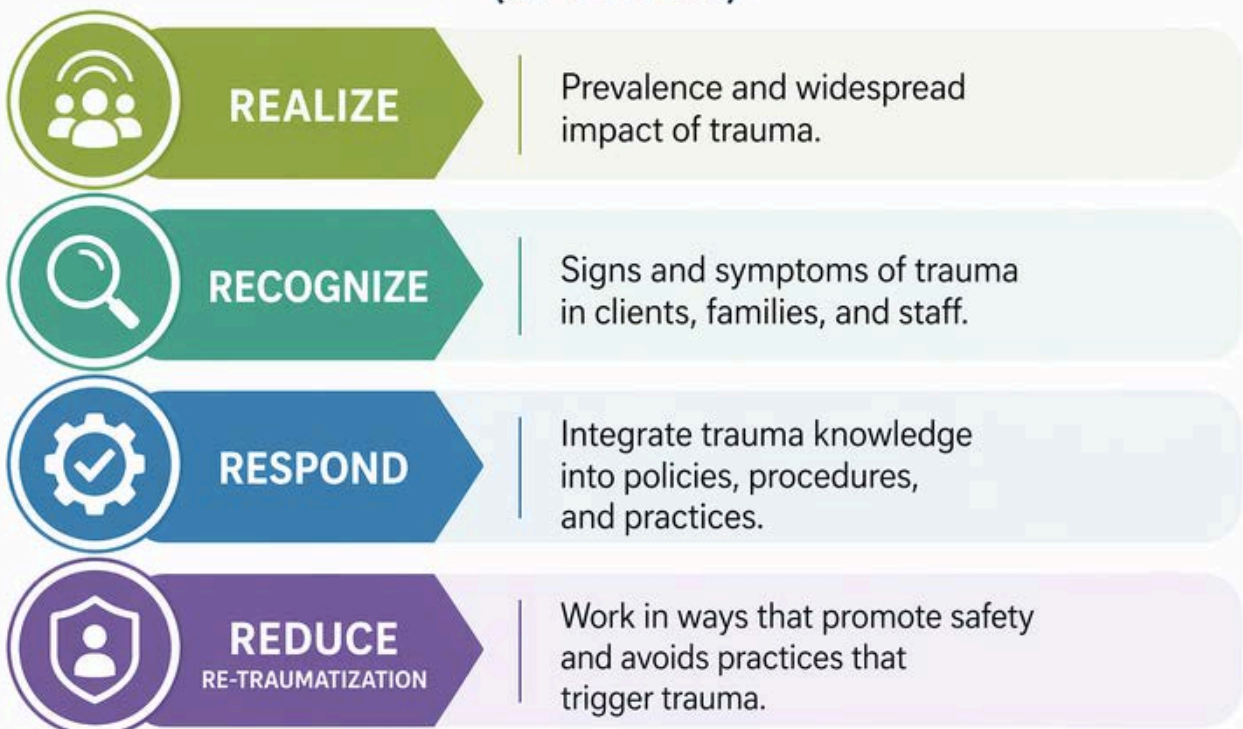 REALIZE
Prevalence and widespread
impact of trauma.
RECOGNIZE
Signs and symptoms of trauma
in clients, families, and staff.
RESPOND
Integrate trauma knowledge
into policies, procedures,
and practices.
REDUCE
RE-TRAUMATIZATION
Work in ways that promote safety
and avoids practices that
trigger trauma.